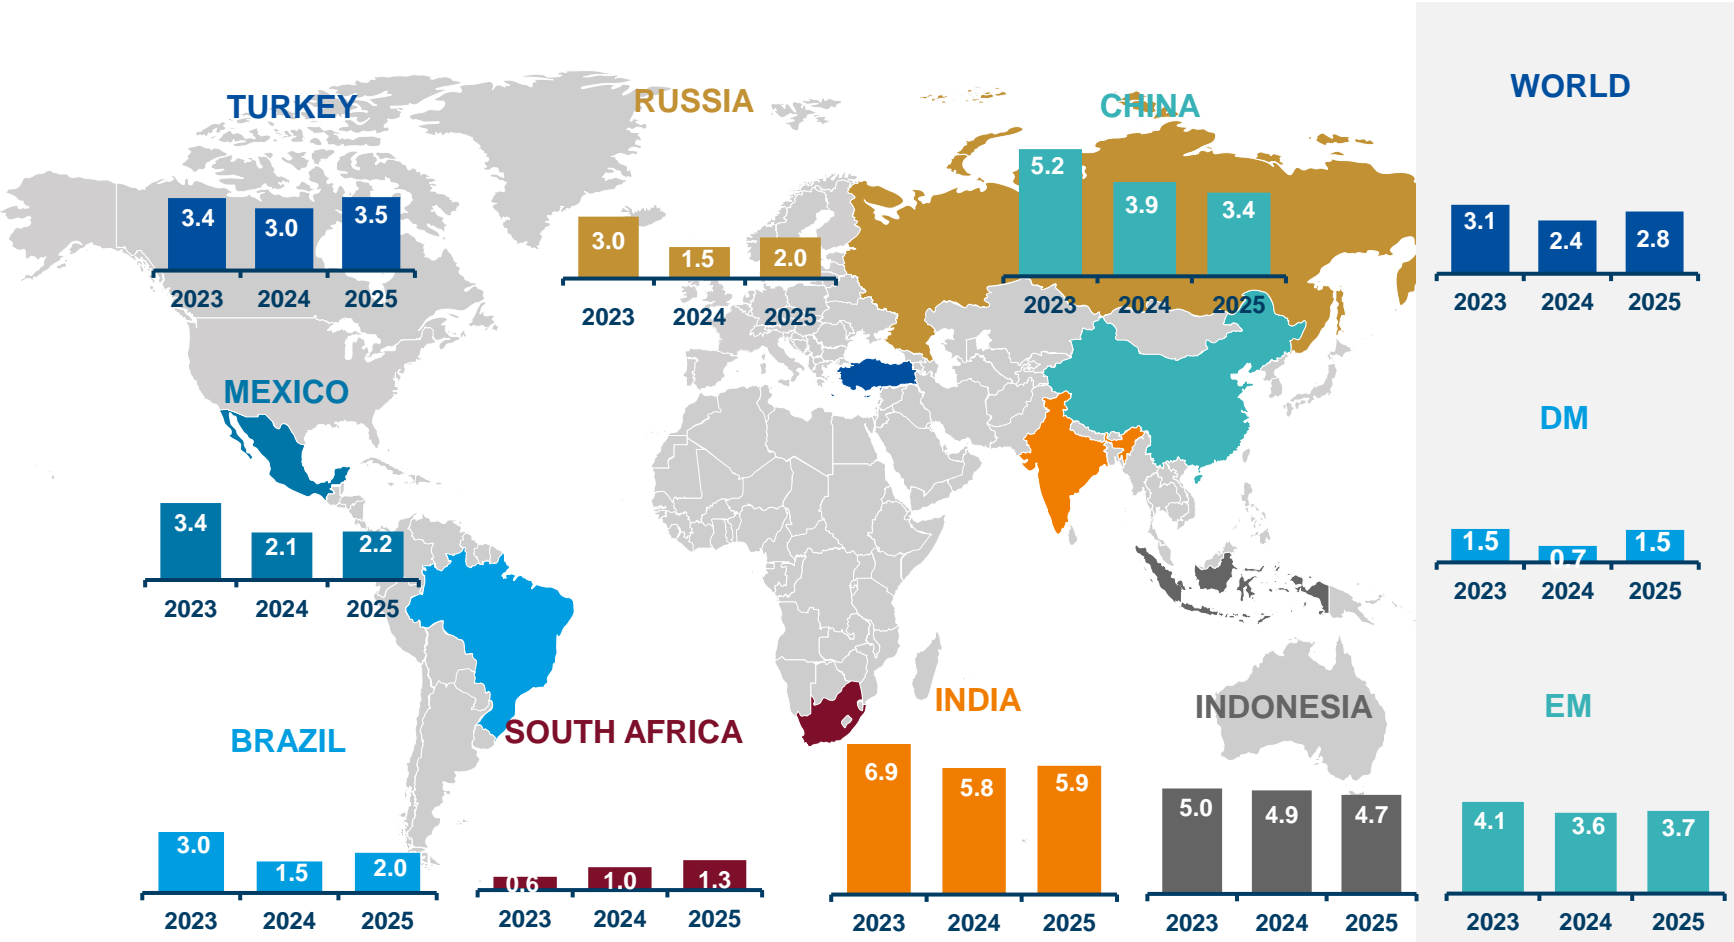 TURKEY
3.4 3.0 3.5
2023 2024 2025
RUSSIA
3.0 1.5 2.0
2023 2024 2025
CHINA
5.2 3.9 3.4
2023 2024 2025
WORLD
3.1 2.4 2.8
2023 2024 2025
MEXICO
3.4 2.1 2.2
2023 2024 2025
DM
1.5 0.7 1.5
2023 2024 2025
BRAZIL
3.0 1.5 2.0
2023 2024 2025
SOUTH AFRICA
0.6 1.0 1.3
2023 2024 2025
INDIA
6.9 5.8 5.9
2023 2024 2025
INDONESIA
5.0 4.9 4.7
2023 2024 2025
EM
4.1 3.6 3.7
2023 2024 2025